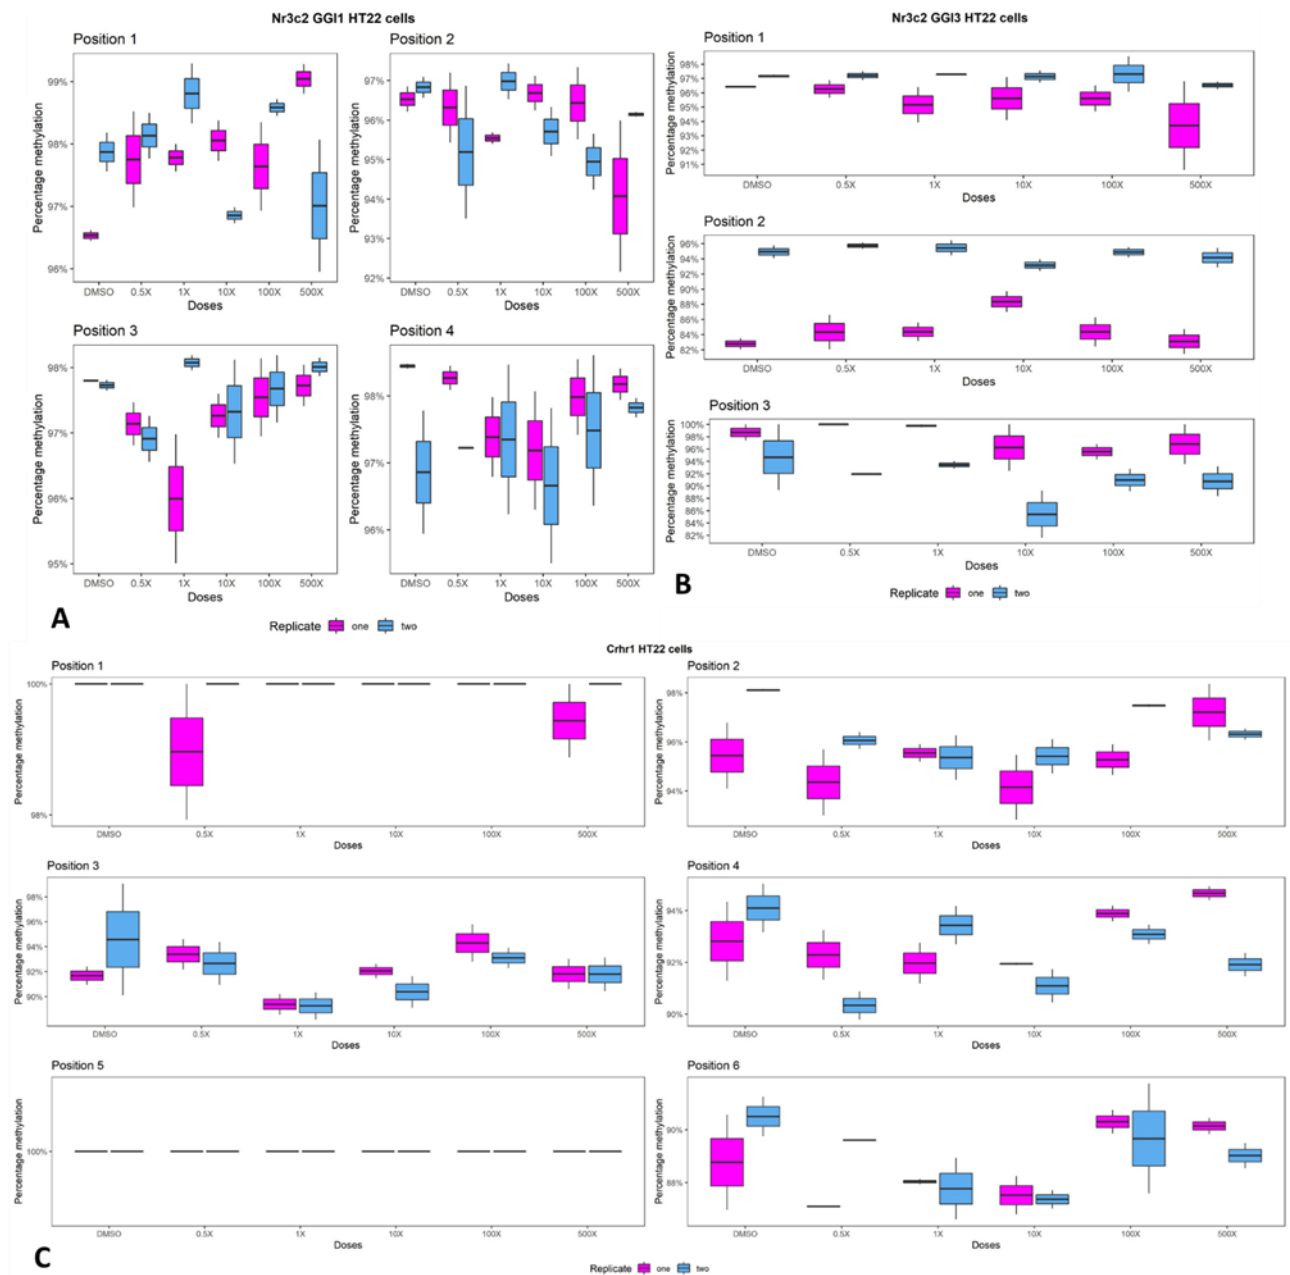 Nr3c2 GGI1 HT22 cells
Position 1
Percentage methylation
99%
98%
97%
96%
DMSO 0.5X 1X 10X 100X 500X
Doses
Position 2
Percentage methylation
97%
96%
95%
94%
93%
92%
DMSO 0.5X 1X 10X 100X 500X
Doses
Position 3
Percentage methylation
98%
97%
96%
95%
DMSO 0.5X 1X 10X 100X 500X
Doses
Position 4
Percentage methylation
98%
97%
96%
DMSO 0.5X 1X 10X 100X 500X
Doses
A
Replicate one two
Nr3c2 GGI3 HT22 cells
Position 1
Percentage methylation
98%
97%
96%
95%
93%
92%
91%
DMSO 0.5X 1X 10X 100X 500X
Doses
Position 2
Percentage methylation
96%
94%
92%
90%
88%
86%
84%
82%
DMSO 0.5X 1X 10X 100X 500X
Doses
Position 3
Percentage methylation
100%
98%
96%
94%
92%
90%
88%
86%
84%
82%
DMSO 0.5X 1X 10X 100X 500X
Doses
B
Replicate one two
Crhr1 HT22 cells
Position 1
Percentage methylation
100%
98%
DMSO 0.5X 1X 10X 100X 500X
Doses
Position 2
Percentage methylation
98%
96%
94%
DMSO 0.5X 1X 10X 100X 500X
Doses
Position 3
Percentage methylation
98%
96%
94%
92%
90%
DMSO 0.5X 1X 10X 100X 500X
Doses
Position 4
Percentage methylation
94%
92%
90%
DMSO 0.5X 1X 10X 100X 500X
Doses
Position 5
Percentage methylation
100%
DMSO 0.5X 1X 10X 100X 500X
Doses
Position 6
Percentage methylation
90%
88%
DMSO 0.5X 1X 10X 100X 500X
Doses
C
Replicate one two